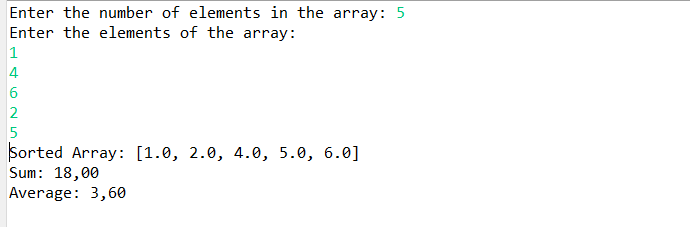 Enter the number of elements in the array: 5
Enter the elements of the array:
1
4
6
2
5
Sorted Array: [1.0, 2.0, 4.0, 5.0, 6.0]
Sum: 18,00
Average: 3,60